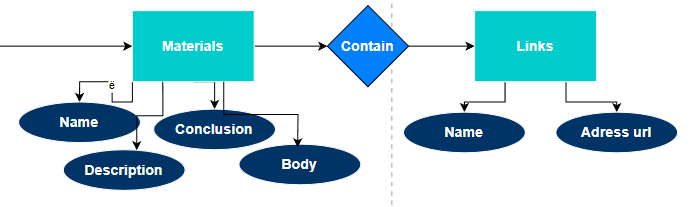 Materials
Contain
Links
ë
Name
Conclusion
Name
Adress url
Description
Body